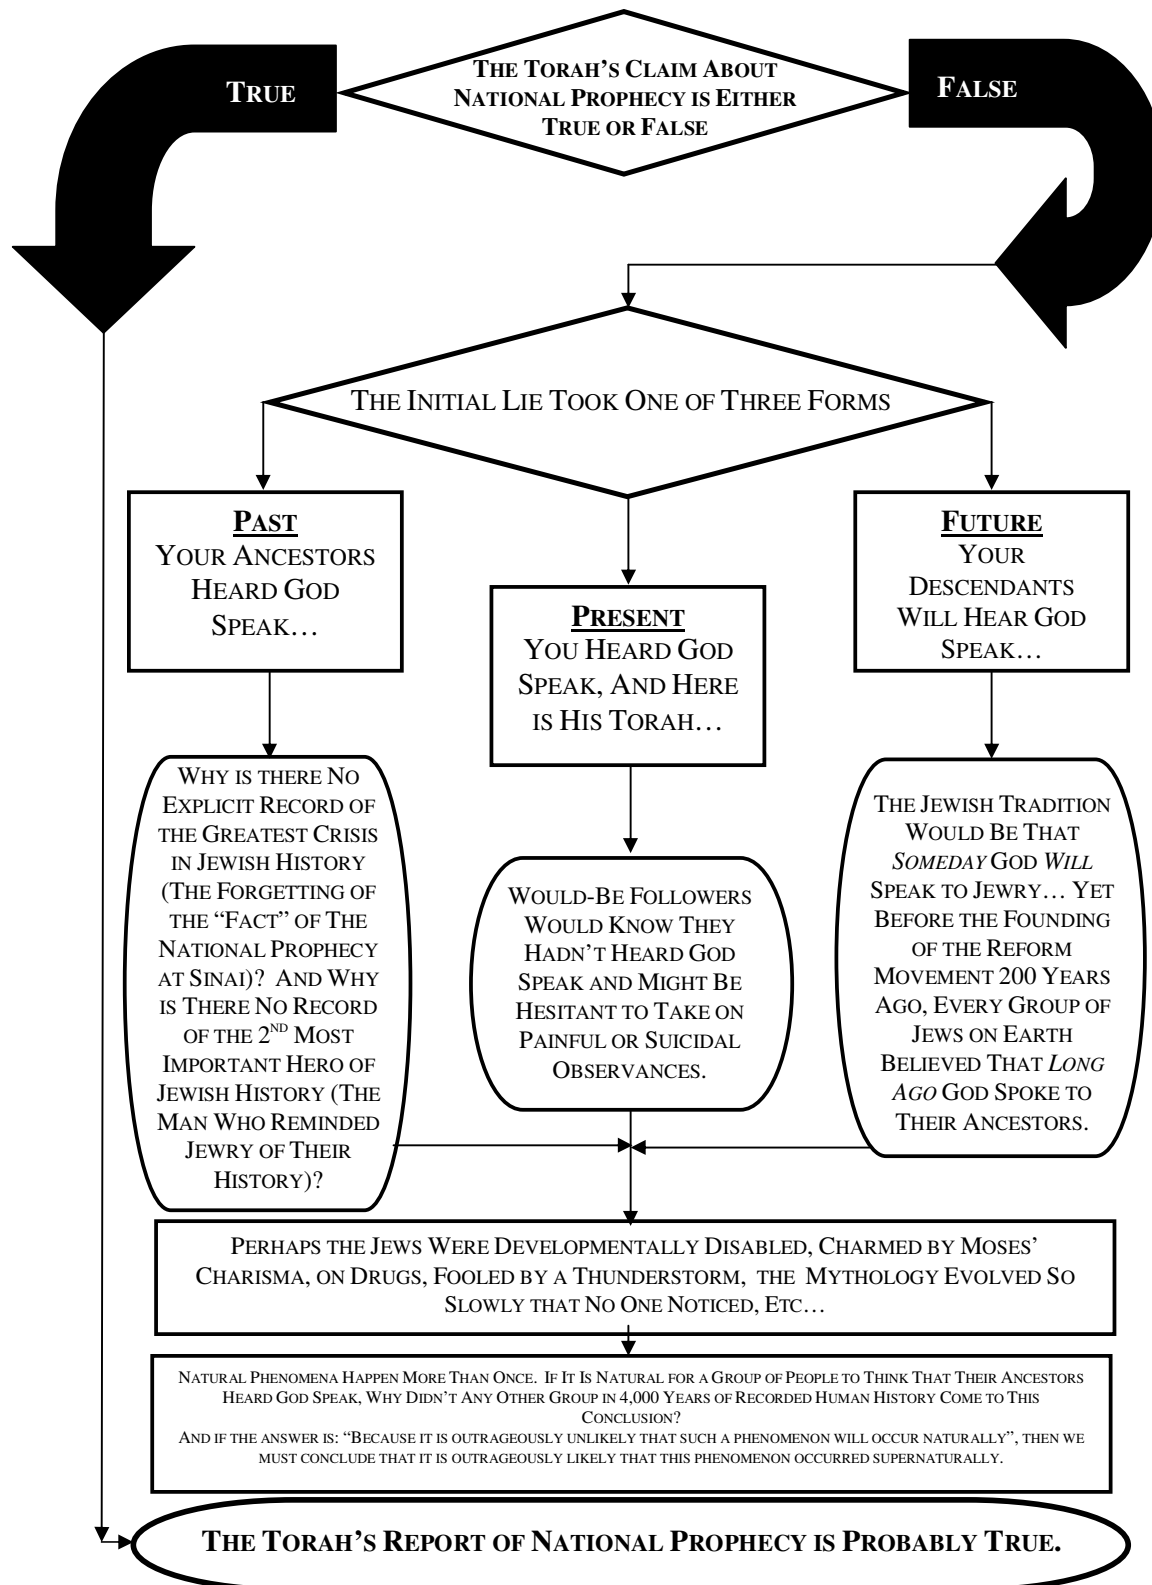 THE TORAH'S CLAIM ABOUT
NATIONAL PROPHECY IS EITHER
TRUE OR FALSE
TRUE
FALSE
THE INITIAL LIE TOOK ONE OF THREE FORMS
PAST
YOUR ANCESTORS
HEARD GOD
SPEAK…
PRESENT
YOU HEARD GOD
SPEAK, AND HERE
IS HIS TORAH…
FUTURE
YOUR
DESCENDANTS
WILL HEAR GOD
SPEAK…
WHY IS THERE NO
EXPLICIT RECORD OF
THE GREATEST CRISIS
IN JEWISH HISTORY
(THE FORGETTING OF
THE “FACT” OF THE
NATIONAL PROPHECY
AT SINAI)? AND WHY
IS THERE NO RECORD
OF THE 2ND MOST
IMPORTANT HERO OF
JEWISH HISTORY (THE
MAN WHO REMINDED
JEWRY OF THEIR
HISTORY)?
WOULD-BE FOLLOWERS
WOULD KNOW THEY
HADN'T HEARD GOD
SPEAK AND MIGHT BE
HESITANT TO TAKE ON
PAINFUL OR SUICIDAL
OBSERVANCES.
THE JEWISH TRADITION
WOULD BE THAT
SOMEDAY GOD WILL
SPEAK TO JEWRY… YET
BEFORE THE FOUNDING
OF THE REFORM
MOVEMENT 200 YEARS
AGO, EVERY GROUP OF
JEWS ON EARTH
BELIEVED THAT LONG
AGO GOD SPOKE TO
THEIR ANCESTORS.
PERHAPS THE JEWS WERE DEVELOPMENTALLY DISABLED, CHARMED BY MOSES'
CHARISMA, ON DRUGS, FOOLED BY A THUNDERSTORM, THE MYTHOLOGY EVOLVED SO
SLOWLY THAT NO ONE NOTICED, ETC…
NATURAL PHENOMENA HAPPEN MORE THAN ONCE. IF IT IS NATURAL FOR A GROUP OF PEOPLE TO THINK THAT THEIR ANCESTORS
HEARD GOD SPEAK, WHY DIDN'T ANY OTHER GROUP IN 4,000 YEARS OF RECORDED HUMAN HISTORY COME TO THIS
CONCLUSION?
AND IF THE ANSWER IS: “BECAUSE IT IS OUTRAGEOUSLY UNLIKELY THAT SUCH A PHENOMENON WILL OCCUR NATURALLY”, THEN WE
MUST CONCLUDE THAT IT IS OUTRAGEOUSLY LIKELY THAT THIS PHENOMENON OCCURRED SUPERNATURALLY.
THE TORAH'S REPORT OF NATIONAL PROPHECY IS PROBABLY TRUE.